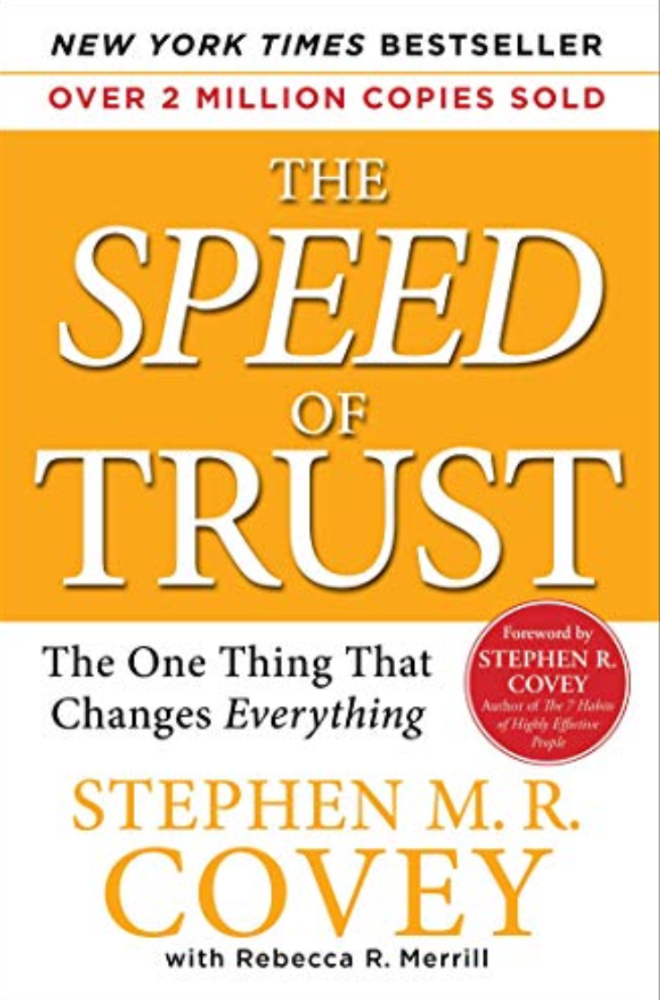 NEW YORK TIMES BESTSELLER
OVER 2 MILLION COPIES SOLD
THE
SPEED
OF
TRUST
The One Thing That
Changes Everything
Foreword by
STEPHEN R.
COVEY
Author of The 7 Habits
of Highly Effective
People
STEPHEN M. R.
COVEY
with Rebecca R. Merrill